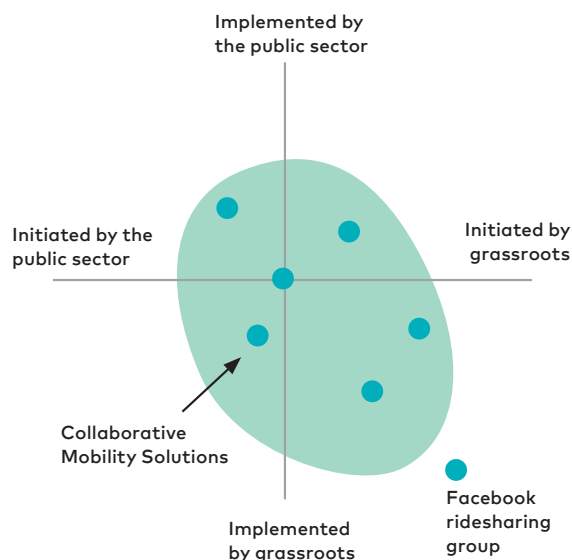 Implemented by
the public sector
Initiated by the
public sector
Initiated by
grassroots
Collaborative
Mobility Solutions
Facebook
ridesharing
group
Implemented
by grassroots